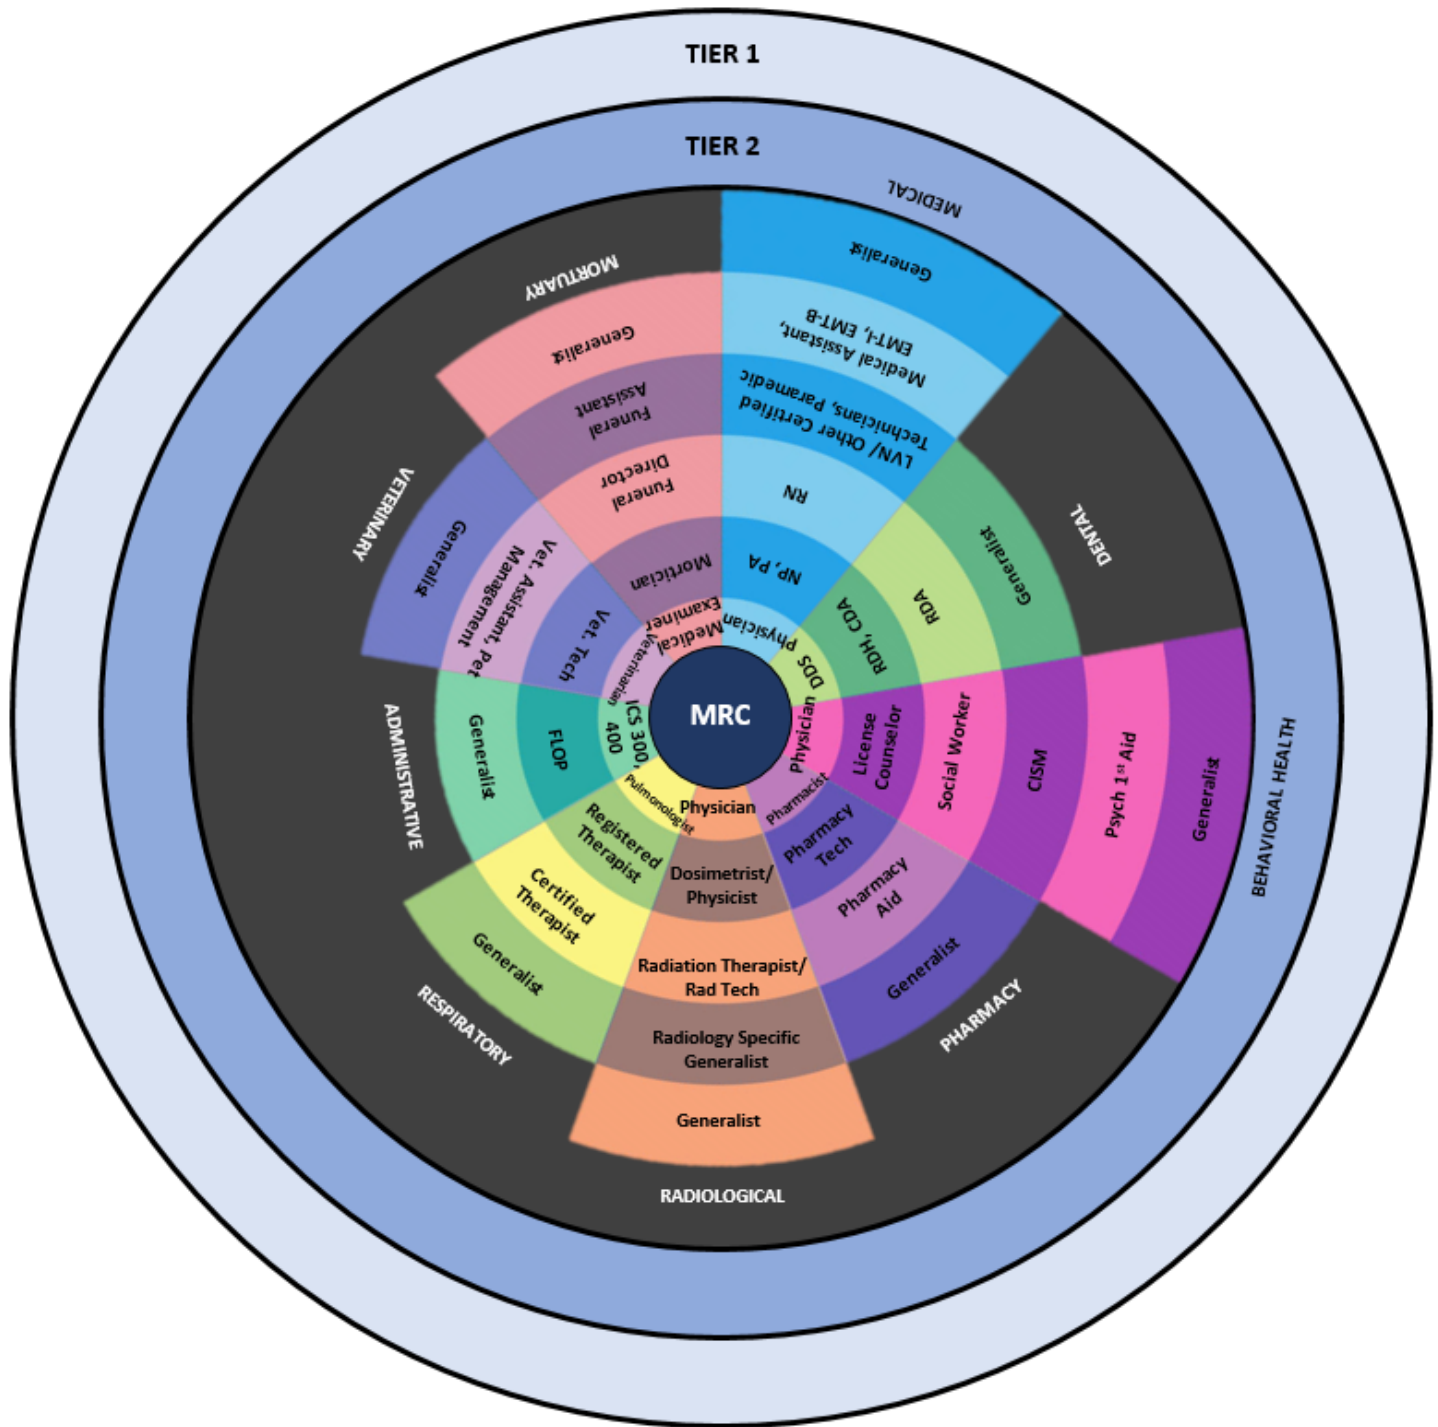 TIER 1
TIER 2
MEDICAL
Generalist
Medical Assistant,
EMT-I, EMT-B
LVN/ Other Certified
Technicians, Paramedic
RN
NP, PA
Physician
DENTAL
Generalist
RDA
RDH, CDA
DDS
BEHAVIORAL HEALTH
Generalist
Psych 1st Aid
CISM
Social Worker
License
Counselor
Physician
PHARMACY
Generalist
Pharmacy
Aid
Pharmacy
Tech
Pharmacist
RADIOLOGICAL
Generalist
Radiology Specific
Generalist
Radiation Therapist/
Rad Tech
Dosimetrist/
Physicist
Physician
RESPIRATORY
Generalist
Certified
Therapist
Registered
Therapist
Pulmonologist
ADMINISTRATIVE
Generalist
FLOP
ICS 300,
400
VETERINARY
Generalist
Vet. Assistant, Pet
Management
Vet. Tech
Veterinarian
MORTUARY
Generalist
Funeral
Assistant
Funeral
Director
Mortician
Medical
Examiner
MRC